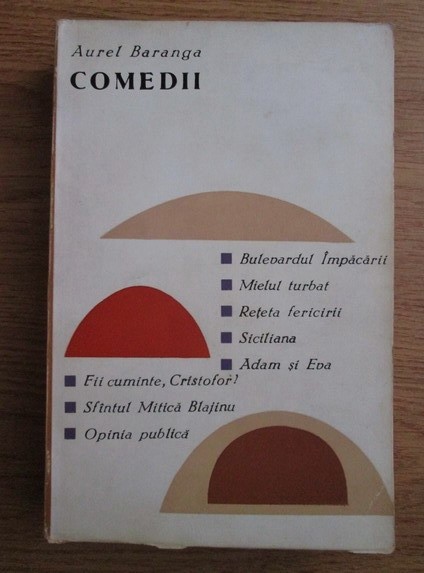 Aurel Baranga
COMEDII
Bulevardul Împăcării
Mielul turbat
Rețeta fericirii
Siciliana
Adam și Eva
Fii cuminte, Cristofor!
Sfîntul Mitică Blajinu
Opinia publică